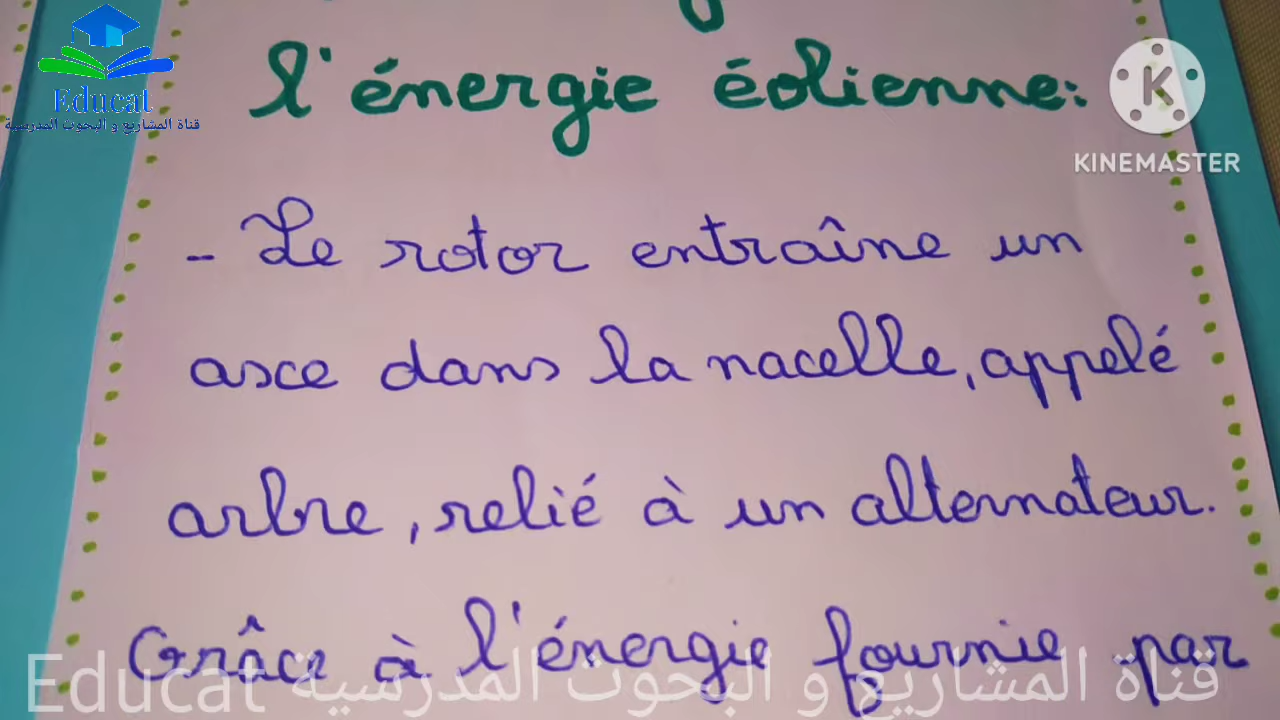 l'énergie éolienne:
- Le rotor entraîne un
axe dans la nacelle, appelé
arbre, relié à un alternateur.
Grâce à l'énergie fournie par
Educat
قناة المشاريع و البحوث المدرسية
K
KINEMASTER
Educat قناة المشاريع و البحوث المدرسية